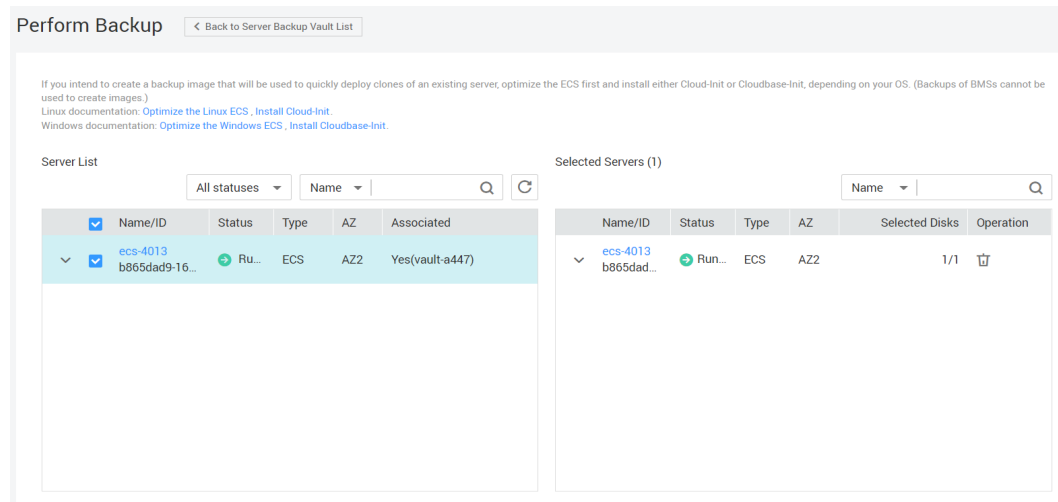 Perform Backup
Back to Server Backup Vault List
If you intend to create a backup image that will be used to quickly deploy clones of an existing server, optimize the ECS first and install either Cloud-Init or Cloudbase-Init, depending on your OS. (Backups of BMSs cannot be
used to create images.)
Linux documentation: Optimize the Linux ECS , Install Cloud-Init.
Windows documentation: Optimize the Windows ECS , Install Cloudbase-Init.
Server List
All statuses Name
Name/ID Status Type AZ Associated
ecs-4013
b865dad9-16... Ru... ECS AZ2 Yes(vault-a447)
Selected Servers (1)
Name
Name/ID Status Type AZ Selected Disks Operation
ecs-4013
b865dad... Run... ECS AZ2 1/1